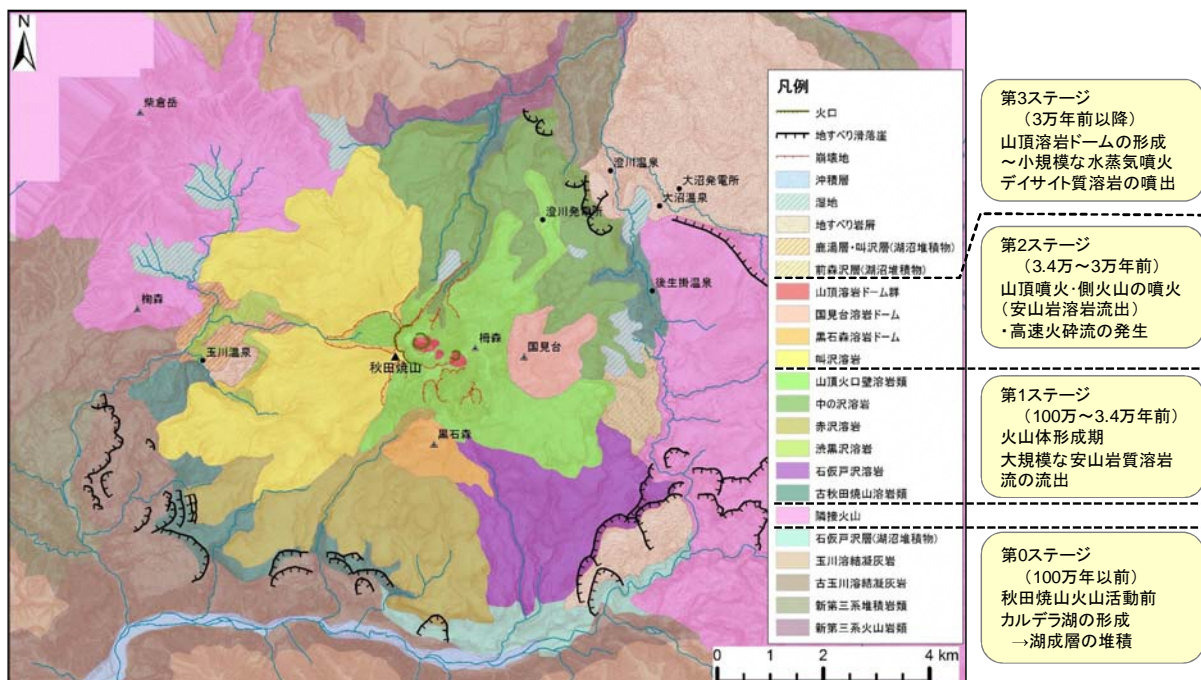 N
柴倉岳
澄川温泉
大沼発電所
大沼温泉
澄川発電所
後生掛温泉
栂森
国見台
玉川温泉
秋田焼山
黒石森
凡例
火口
地すべり滑落崖
崩壊地
沖積層
湿地
地すべり岩屑
鹿湯層・叫沢層(湖沼堆積物)
前森沢層(湖沼堆積物)
山頂溶岩ドーム群
国見台溶岩ドーム
黒石森溶岩ドーム
叫沢溶岩
山頂火口壁溶岩類
中の沢溶岩
赤沢溶岩
渋黒沢溶岩
石仮戸沢溶岩
古秋田焼山溶岩類
隣接火山
石仮戸沢層(湖沼堆積物)
玉川溶結凝灰岩
古玉川溶結凝灰岩
新第三系堆積岩類
新第三系火山岩類
0 1 2 4 km
第3ステージ
(3万年前以降)
山頂溶岩ドームの形成
～小規模な水蒸気噴火
デイサイト質溶岩の噴出
第2ステージ
(3.4万～3万年前)
山頂噴火･側火山の噴火
(安山岩溶岩流出)
・高速火砕流の発生
第1ステージ
(100万～3.4万年前)
火山体形成期
大規模な安山岩質溶岩
流の流出
第0ステージ
(100万年以前)
秋田焼山火山活動前
カルデラ湖の形成
→湖成層の堆積